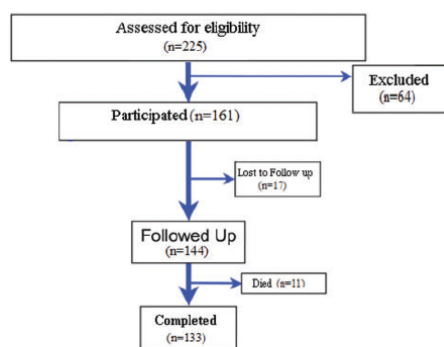 Assessed for eligibility
(n=225)
Excluded
(n=64)
Participated (n=161)
Lost to Follow up
(n=17)
Followed Up
(n=144)
Died (n=11)
Completed
(n=133)